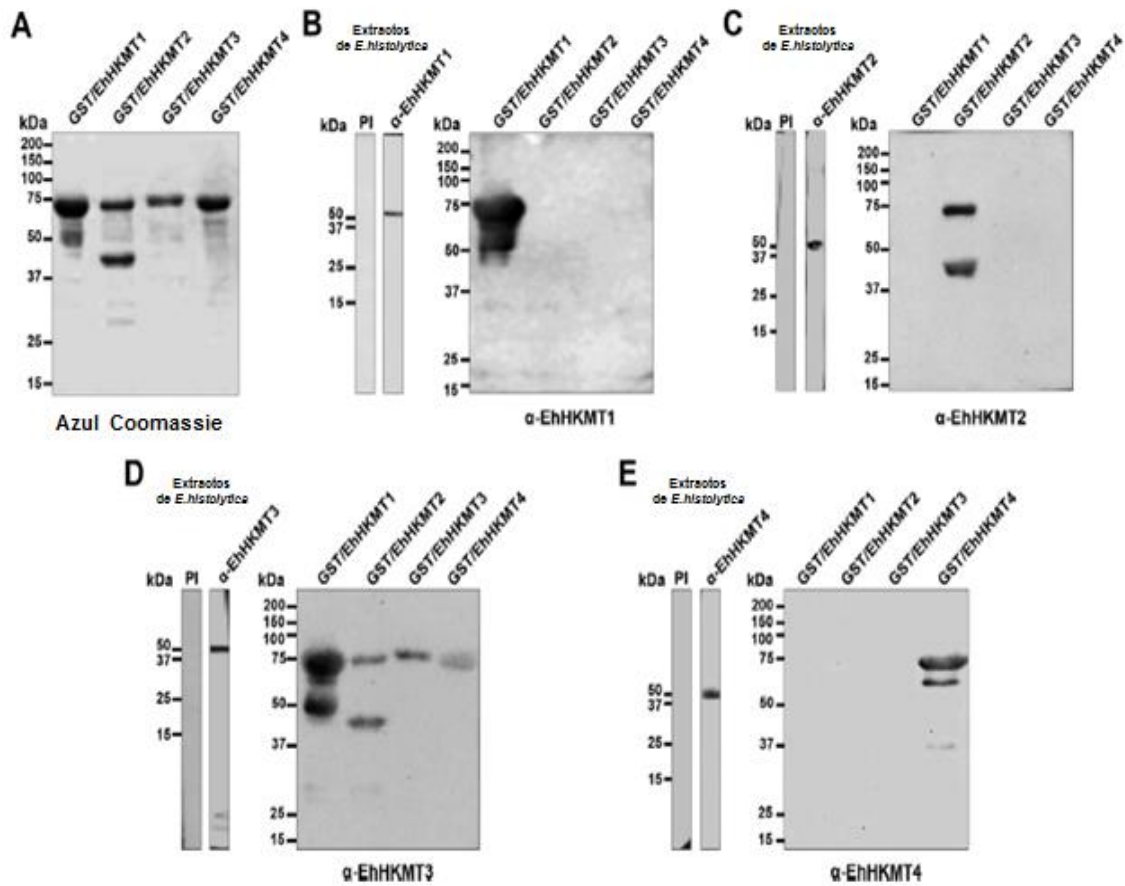 A
GST/EhHKMT1
GST/EhHKMT2
GST/EhHKMT3
GST/EhHKMT4
kDa
200
150
100
75
50
37
25
15
Azul Coomassie
B
Extractos
de E.histolytica
kDa
PI
α-EhHKMT1
50
37
25
15
GST/EhHKMT1
GST/EhHKMT2
GST/EhHKMT3
GST/EhHKMT4
kDa
200
150
100
75
50
37
25
15
α-EhHKMT1
C
Extractos
de E.histolytica
kDa
PI
α-EhHKMT2
50
37
25
15
GST/EhHKMT1
GST/EhHKMT2
GST/EhHKMT3
GST/EhHKMT4
kDa
200
150
100
75
50
37
25
15
α-EhHKMT2
D
Extractos
de E.histolytica
kDa
PI
α-EhHKMT3
50
37
25
15
GST/EhHKMT1
GST/EhHKMT2
GST/EhHKMT3
GST/EhHKMT4
kDa
200
150
100
75
50
37
25
15
α-EhHKMT3
E
Extractos
de E.histolytica
kDa
PI
α-EhHKMT4
50
37
25
15
GST/EhHKMT1
GST/EhHKMT2
GST/EhHKMT3
GST/EhHKMT4
kDa
200
150
100
75
50
37
25
15
α-EhHKMT4